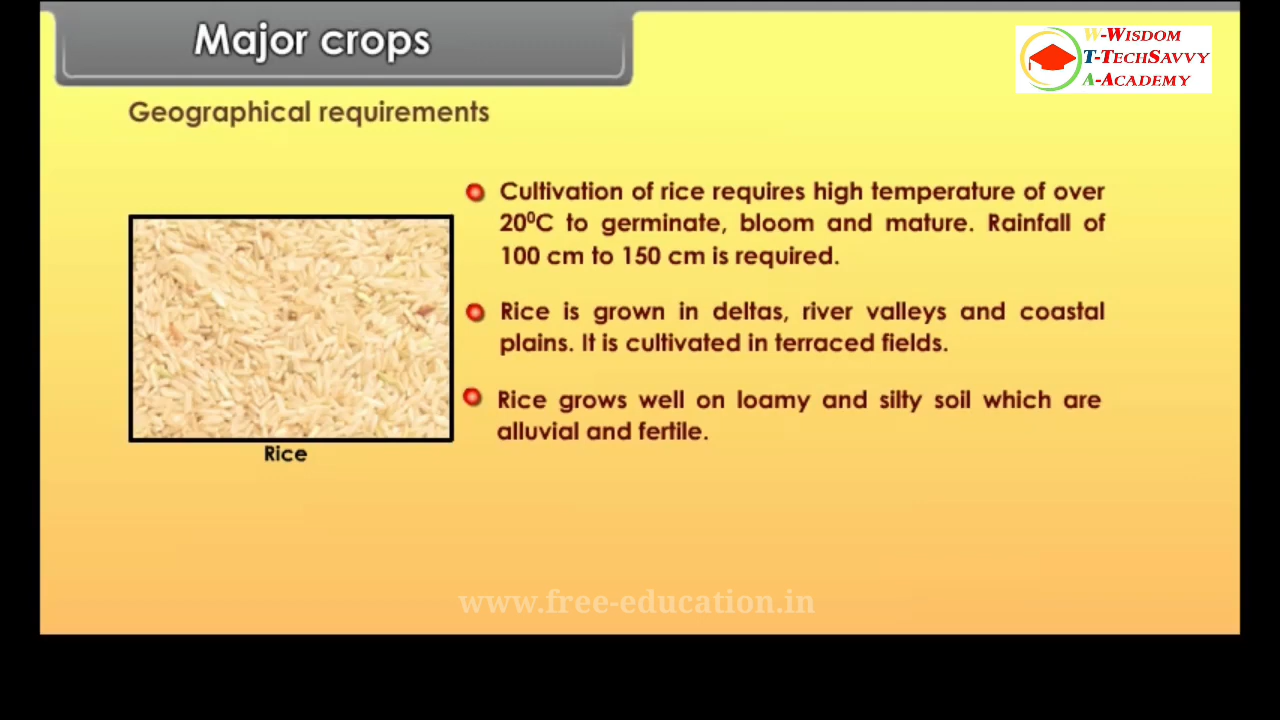 Major crops
W-WISDOM
T-TECHSAVVY
A-ACADEMY
Geographical requirements
Cultivation of rice requires high temperature of over
20⁰C to germinate, bloom and mature. Rainfall of
100 cm to 150 cm is required.
Rice is grown in deltas, river valleys and coastal
plains. It is cultivated in terraced fields.
Rice grows well on loamy and silty soil which are
alluvial and fertile.
Rice
www.free-education.in